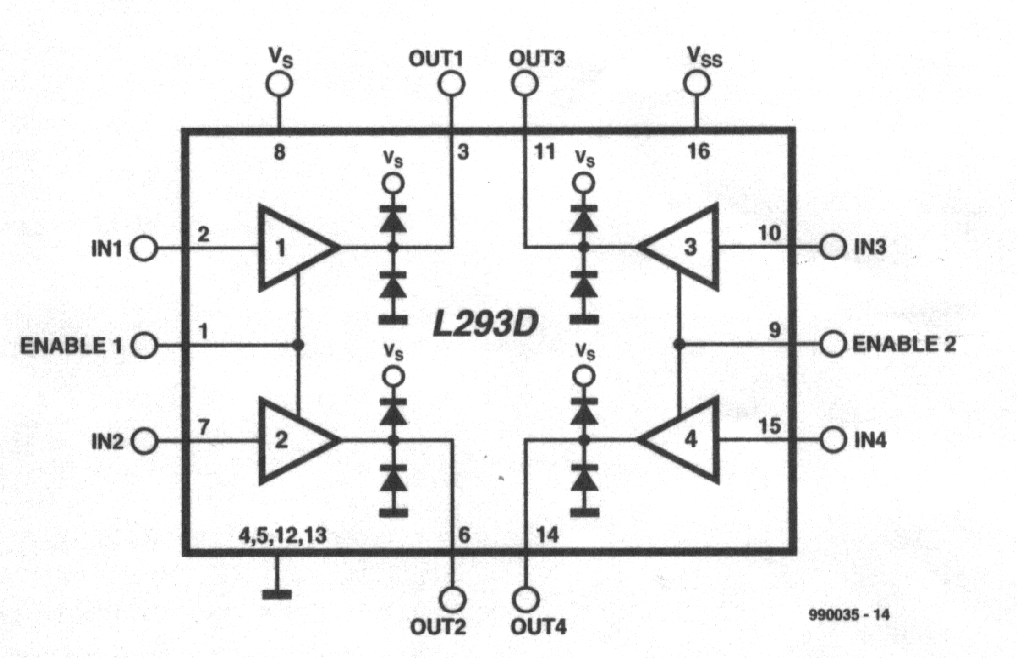 VS OUT1 OUT3 VSS
8 3 11 16
VS VS
IN1 2 1 3 10 IN3
L293D
ENABLE 1 1 9 ENABLE 2
VS VS
IN2 7 2 4 15 IN4
4,5,12,13 6 14
OUT2 OUT4
990035 - 14